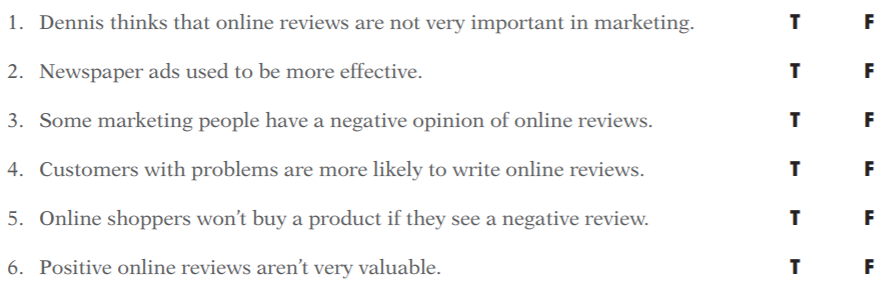 1. Dennis thinks that online reviews are not very important in marketing. T F
2. Newspaper ads used to be more effective. T F
3. Some marketing people have a negative opinion of online reviews. T F
4. Customers with problems are more likely to write online reviews. T F
5. Online shoppers won’t buy a product if they see a negative review. T F
6. Positive online reviews aren’t very valuable. T F